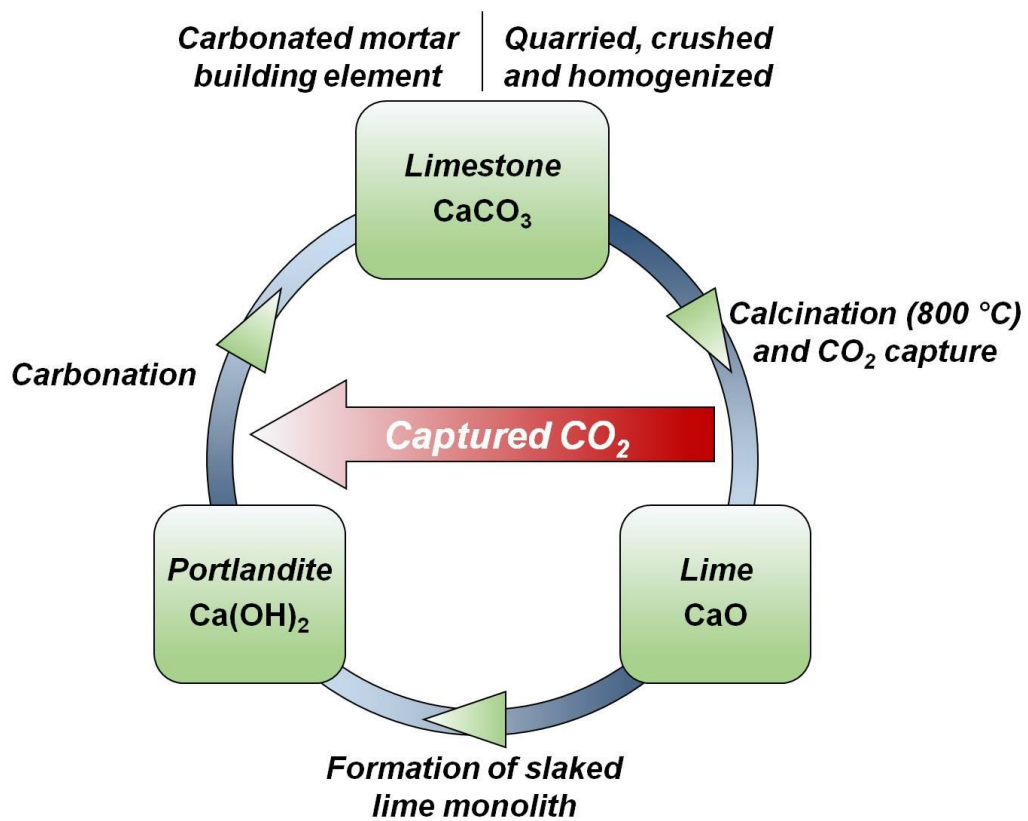 Carbonated mortar
building element
Quarried, crushed
and homogenized
Limestone
CaCO₃
Calcination (800 °C)
and CO₂ capture
Carbonation
Captured CO₂
Portlandite
Ca(OH)₂
Lime
CaO
Formation of slaked
lime monolith